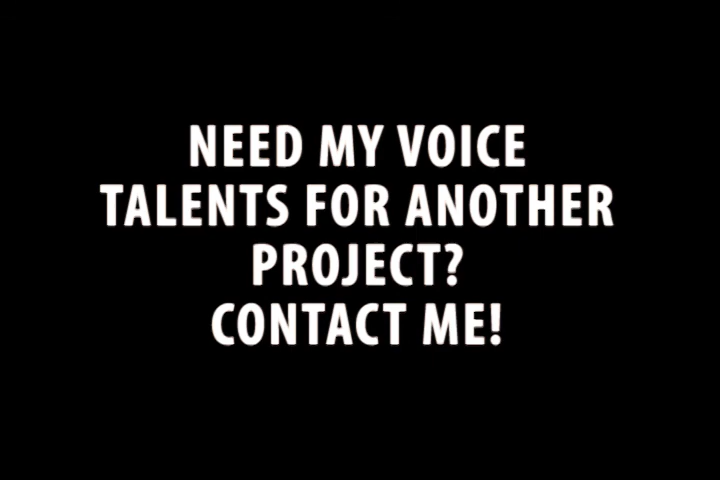 NEED MY VOICE
TALENTS FOR ANOTHER
PROJECT?
CONTACT ME!